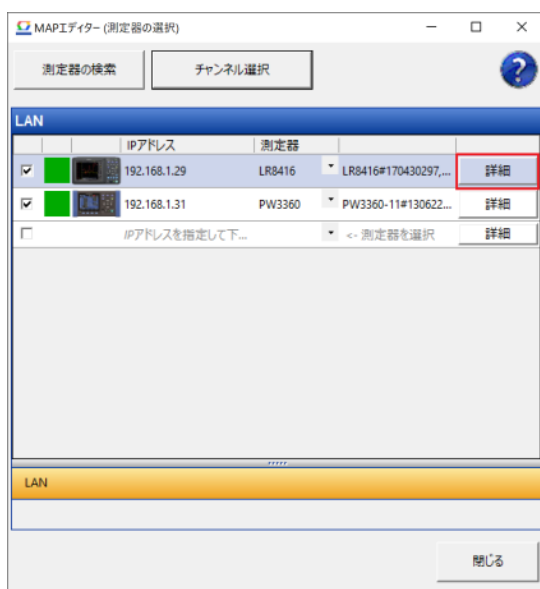 MAPエディター (測定器の選択)
測定器の検索 チャンネル選択
LAN
IPアドレス 測定器
192.168.1.29 LR8416 LR8416#170430297,... 詳細
192.168.1.31 PW3360 PW3360-11#130622... 詳細
IPアドレスを指定して下... <- 測定器を選択 詳細
LAN
閉じる